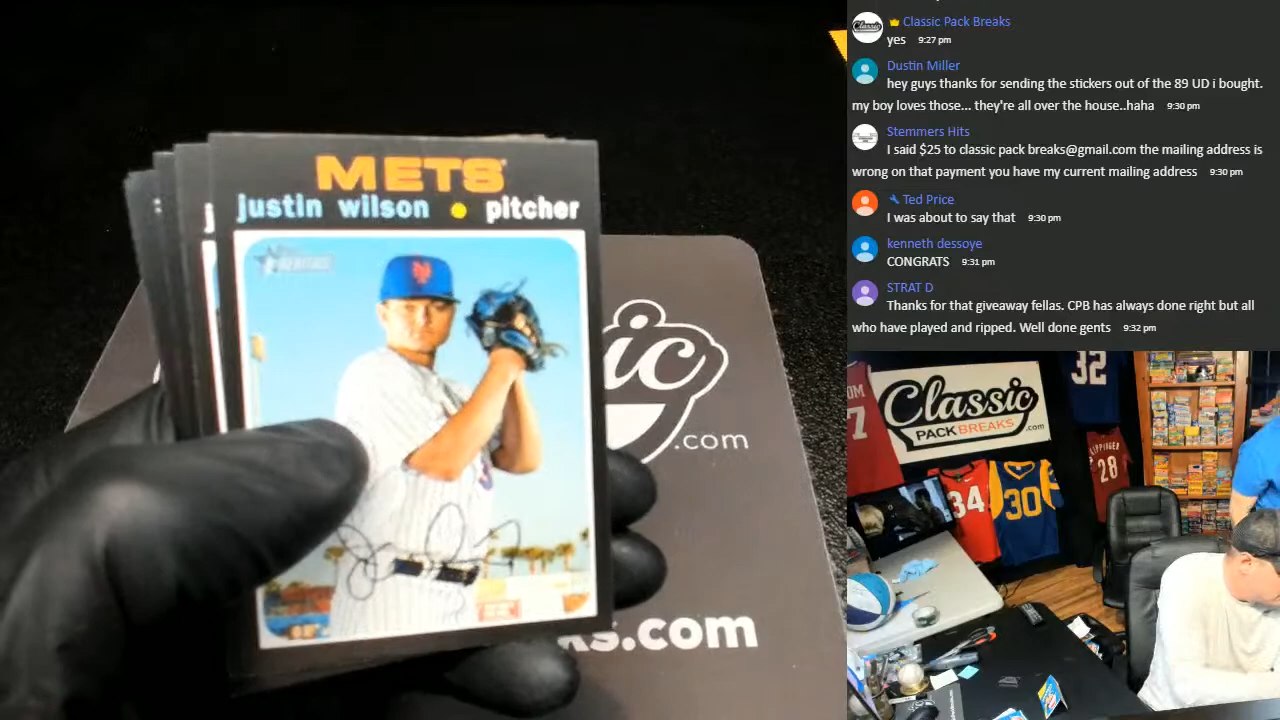 METS
justin wilson • pitcher
HERITAGE
ic
.com
ks.com
Classic Pack Breaks
yes 9:27 pm
Dustin Miller
hey guys thanks for sending the stickers out of the 89 UD i bought.
my boy loves those... they're all over the house..haha 9:30 pm
Stemmers Hits
I said $25 to classic pack breaks@gmail.com the mailing address is
wrong on that payment you have my current mailing address 9:30 pm
Ted Price
I was about to say that 9:30 pm
kenneth dessoye
CONGRATS 9:31 pm
STRAT D
Thanks for that giveaway fellas. CPB has always done right but all
who have played and ripped. Well done gents 9:32 pm
Classic
PACK BREAKS .com
32
7
34
30
28